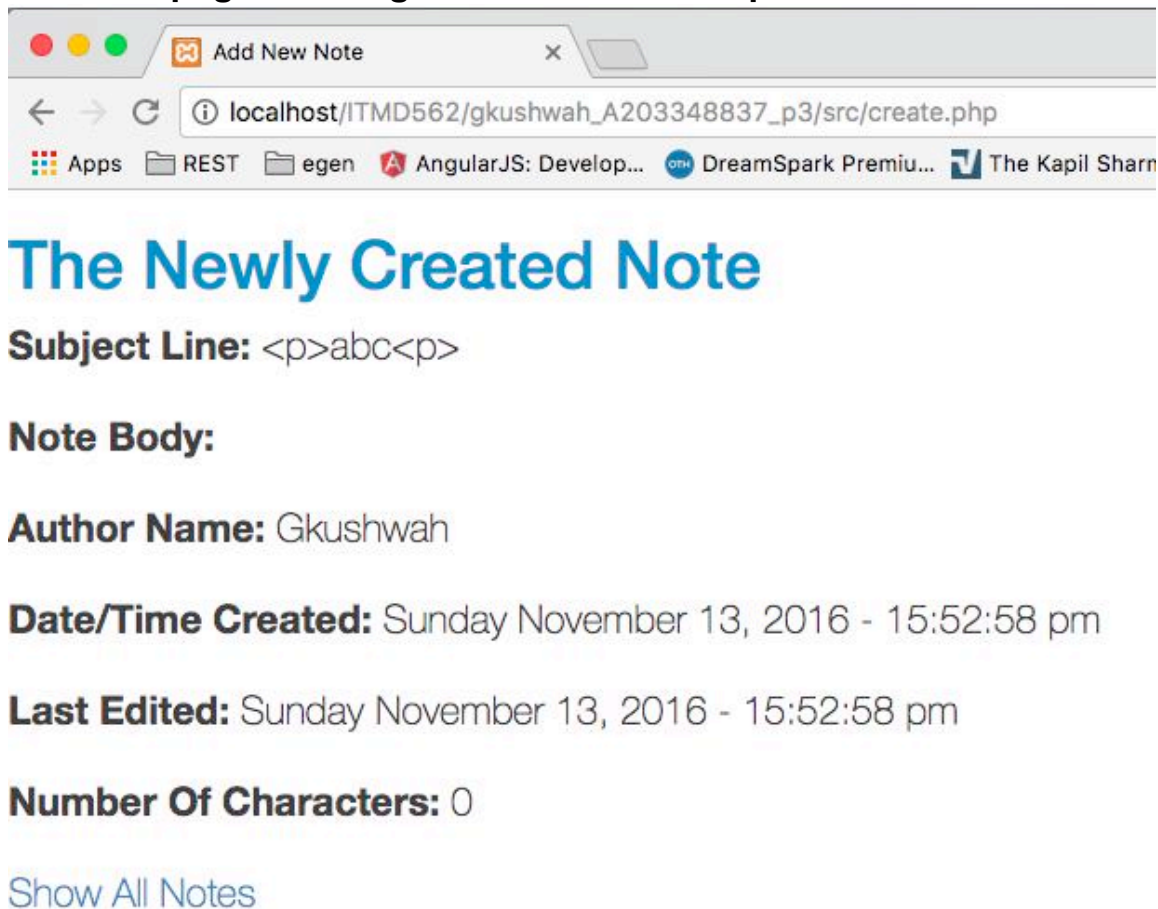 Add New Note
localhost/ITMD562/gkushwah_A203348837_p3/src/create.php
Apps REST egen AngularJS: Develop... OTH DreamSpark Premiu... The Kapil Sharm
The Newly Created Note
Subject Line: <p>abc<p>
Note Body:
Author Name: Gkushwah
Date/Time Created: Sunday November 13, 2016 - 15:52:58 pm
Last Edited: Sunday November 13, 2016 - 15:52:58 pm
Number Of Characters: 0
Show All Notes